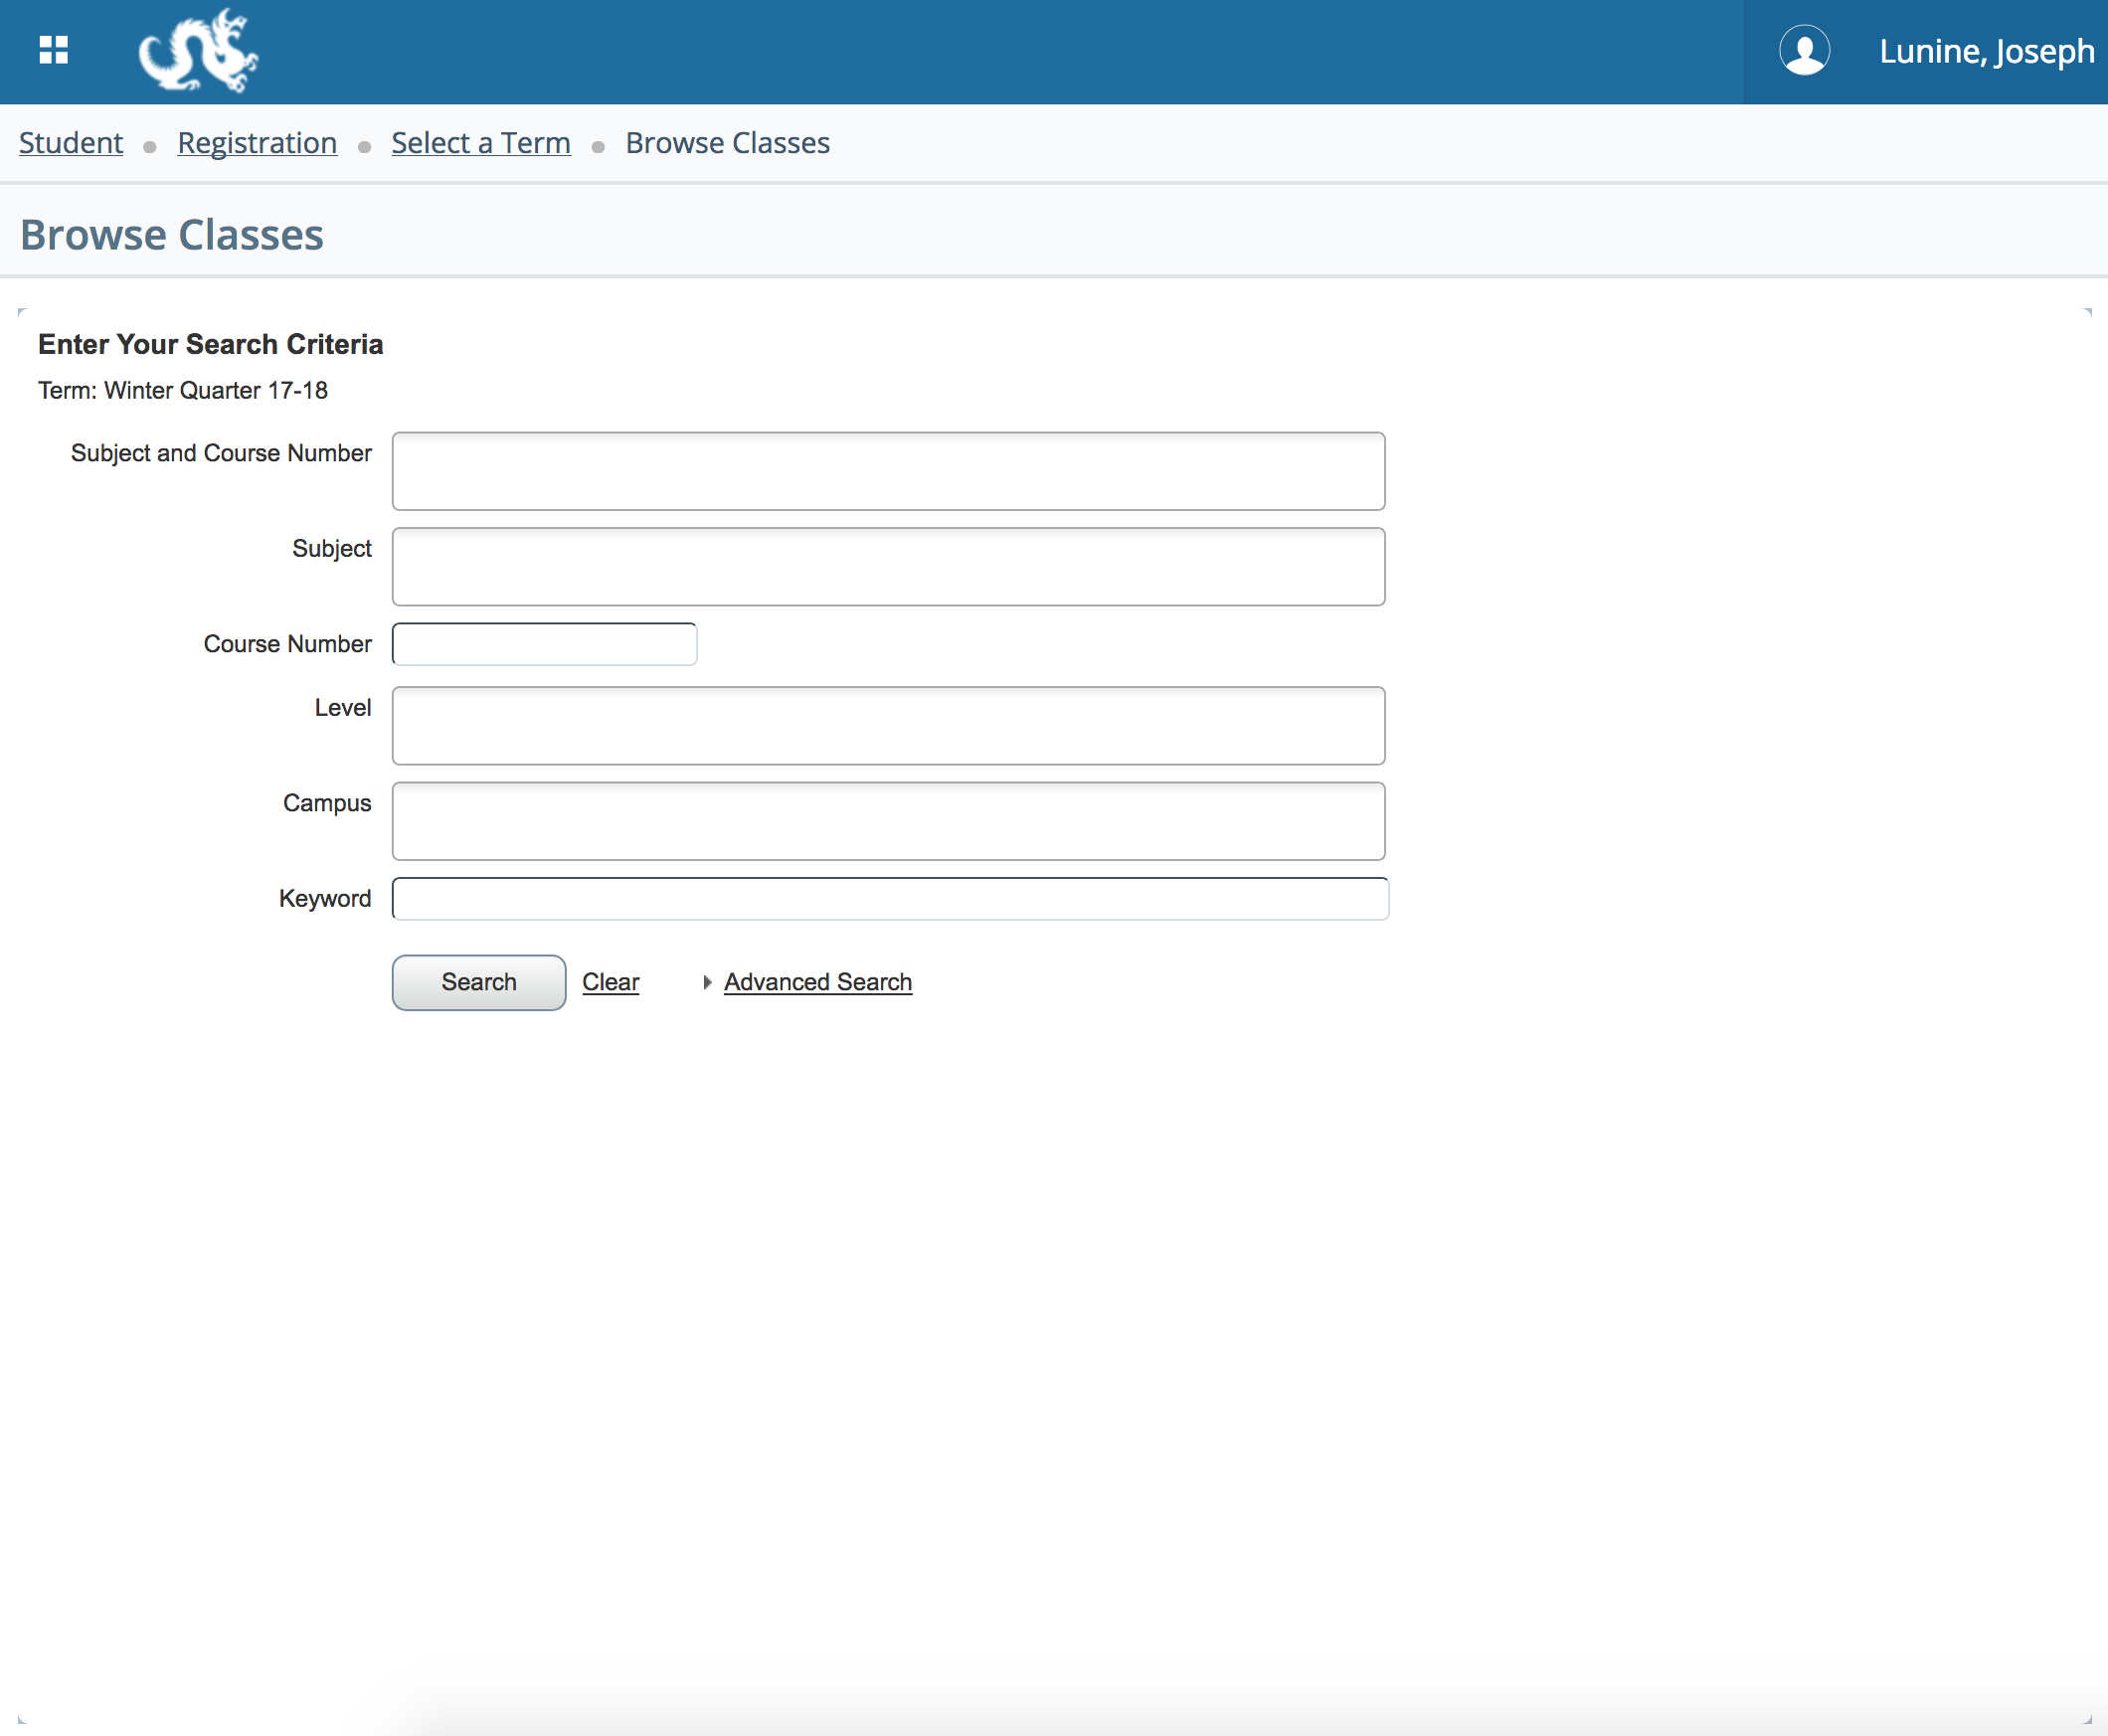 Lunine, Joseph
Student Registration Select a Term Browse Classes
Browse Classes
Enter Your Search Criteria
Term: Winter Quarter 17-18
Subject and Course Number
Subject
Course Number
Level
Campus
Keyword
Search Clear Advanced Search